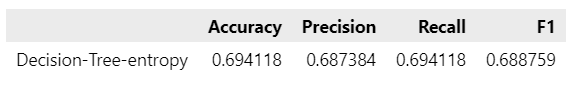 Accuracy Precision Recall F1
Decision-Tree-entropy 0.694118 0.687384 0.694118 0.688759